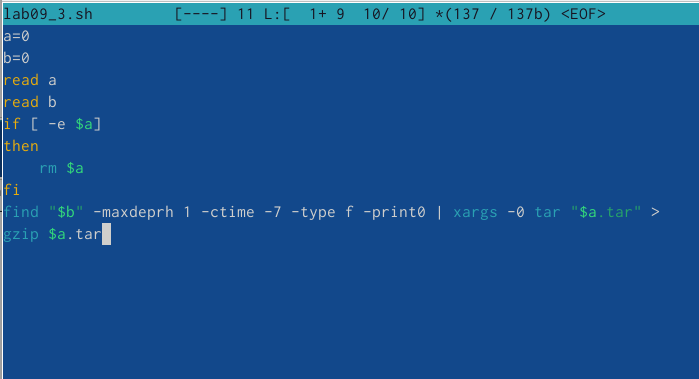 lab09_3.sh [----] 11 L:[ 1+ 9 10/ 10] *(137 / 137b) <EOF>
a=0
b=0
read a
read b
if [ -e $a]
then
    rm $a
fi
find "$b" -maxdeprh 1 -ctime -7 -type f -print0 | xargs -0 tar "$a.tar" >
gzip $a.tar